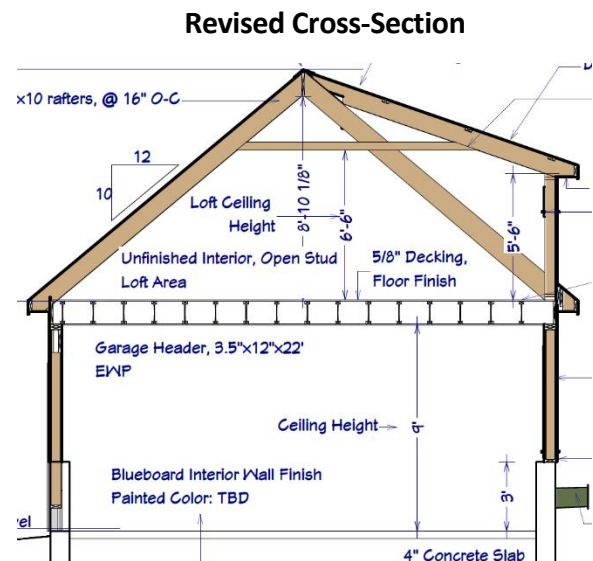 Revised Cross-Section
×10 rafters, @ 16" O-C
12
10
Loft Ceiling
Height
8'-10 1/8"
6'-6"
5'-6"
Unfinished Interior, Open Stud
Loft Area
5/8" Decking,
Floor Finish
Garage Header, 3.5"x12"x22'
EWP
Ceiling Height
9'
Blueboard Interior Wall Finish
Painted Color: TBD
3'
4" Concrete Slab